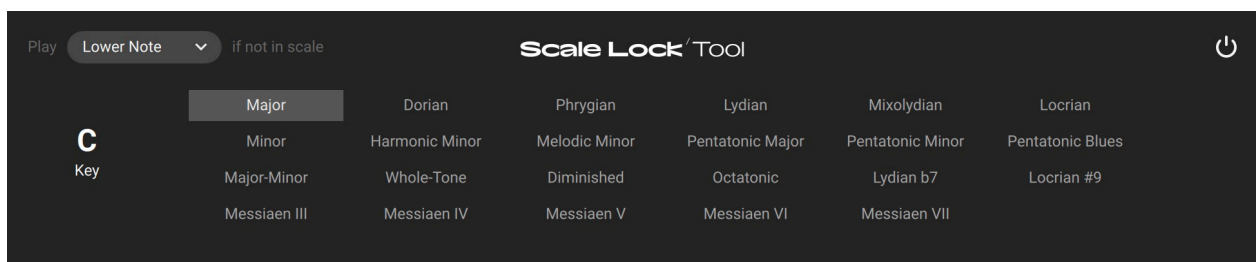 Play Lower Note if not in scale
Scale Lock/Tool
Major Dorian Phrygian Lydian Mixolydian Locrian
C
Minor Harmonic Minor Melodic Minor Pentatonic Major Pentatonic Minor Pentatonic Blues
Key
Major-Minor Whole-Tone Diminished Octatonic Lydian b7 Locrian #9
Messiaen III Messiaen IV Messiaen V Messiaen VI Messiaen VII